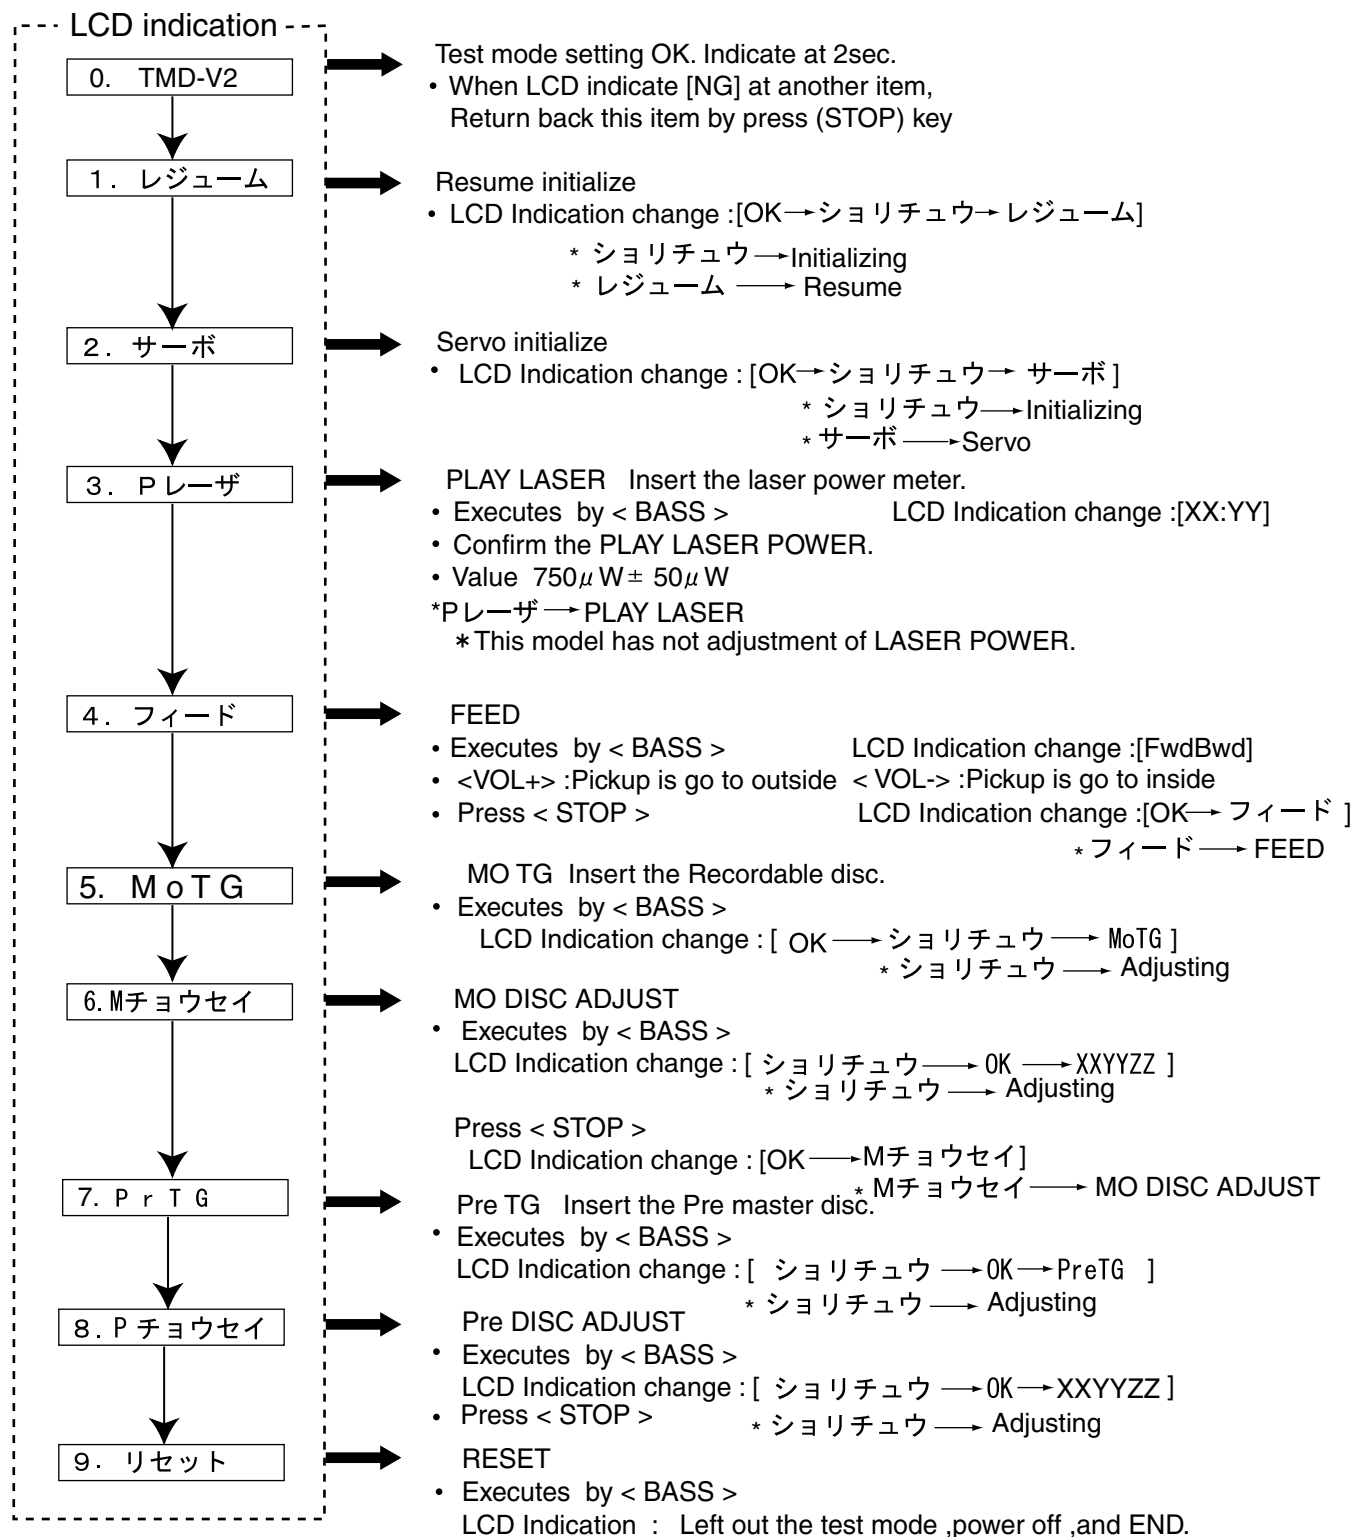 LCD indication
0. TMD-V2
Test mode setting OK. Indicate at 2sec.
• When LCD indicate [NG] at another item,
Return back this item by press (STOP) key
1. レジューム
Resume initialize
• LCD Indication change :[OK→ショリチュウ→レジューム]
* ショリチュウ→Initializing
* レジューム→Resume
2. サーボ
Servo initialize
• LCD Indication change : [OK→ショリチュウ→サーボ]
* ショリチュウ→Initializing
* サーボ→Servo
3. Pレーザ
PLAY LASER Insert the laser power meter.
• Executes by < BASS > LCD Indication change :[XX:YY]
• Confirm the PLAY LASER POWER.
• Value 750μW± 50μW
*Pレーザ→PLAY LASER
*This model has not adjustment of LASER POWER.
4. フィード
FEED
• Executes by < BASS > LCD Indication change :[FwdBwd]
• <VOL+> :Pickup is go to outside < VOL-> :Pickup is go to inside
• Press < STOP > LCD Indication change :[OK→フィード ]
* フィード→FEED
5. MoTG
MO TG Insert the Recordable disc.
• Executes by < BASS >
LCD Indication change : [ OK→ショリチュウ→MoTG ]
* ショリチュウ→Adjusting
6.Mチョウセイ
MO DISC ADJUST
• Executes by < BASS >
LCD Indication change : [ ショリチュウ→OK→XXYYZZ ]
* ショリチュウ→Adjusting
Press < STOP >
LCD Indication change : [OK→Mチョウセイ]
* Mチョウセイ→MO DISC ADJUST
7. PrTG
Pre TG Insert the Pre master disc.
• Executes by < BASS >
LCD Indication change : [ ショリチュウ→OK→PreTG ]
* ショリチュウ→Adjusting
8.Pチョウセイ
Pre DISC ADJUST
• Executes by < BASS >
LCD Indication change : [ ショリチュウ→OK→XXYYZZ ]
• Press < STOP > * ショリチュウ→Adjusting
9. リセット
RESET
• Executes by < BASS >
LCD Indication : Left out the test mode ,power off ,and END.